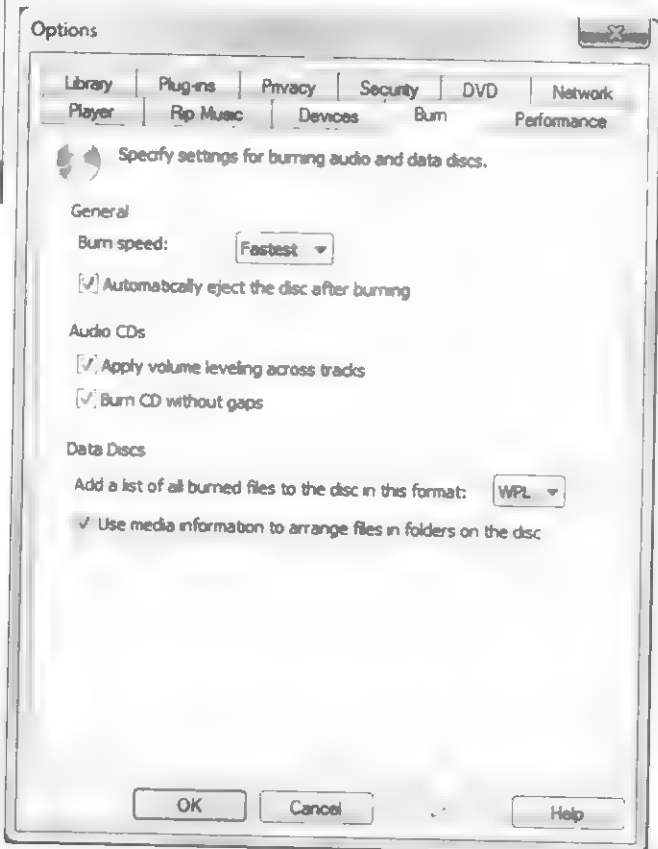 Options
Library Plug-ins Privacy Security DVD Network
Player Rip Music Devices Burn Performance
Specify settings for burning audio and data discs.
General
Burn speed: Fastest
Automatically eject the disc after burning
Audio CDs
Apply volume leveling across tracks
Burn CD without gaps
Data Discs
Add a list of all burned files to the disc in this format: WPL
Use media information to arrange files in folders on the disc
OK Cancel Help